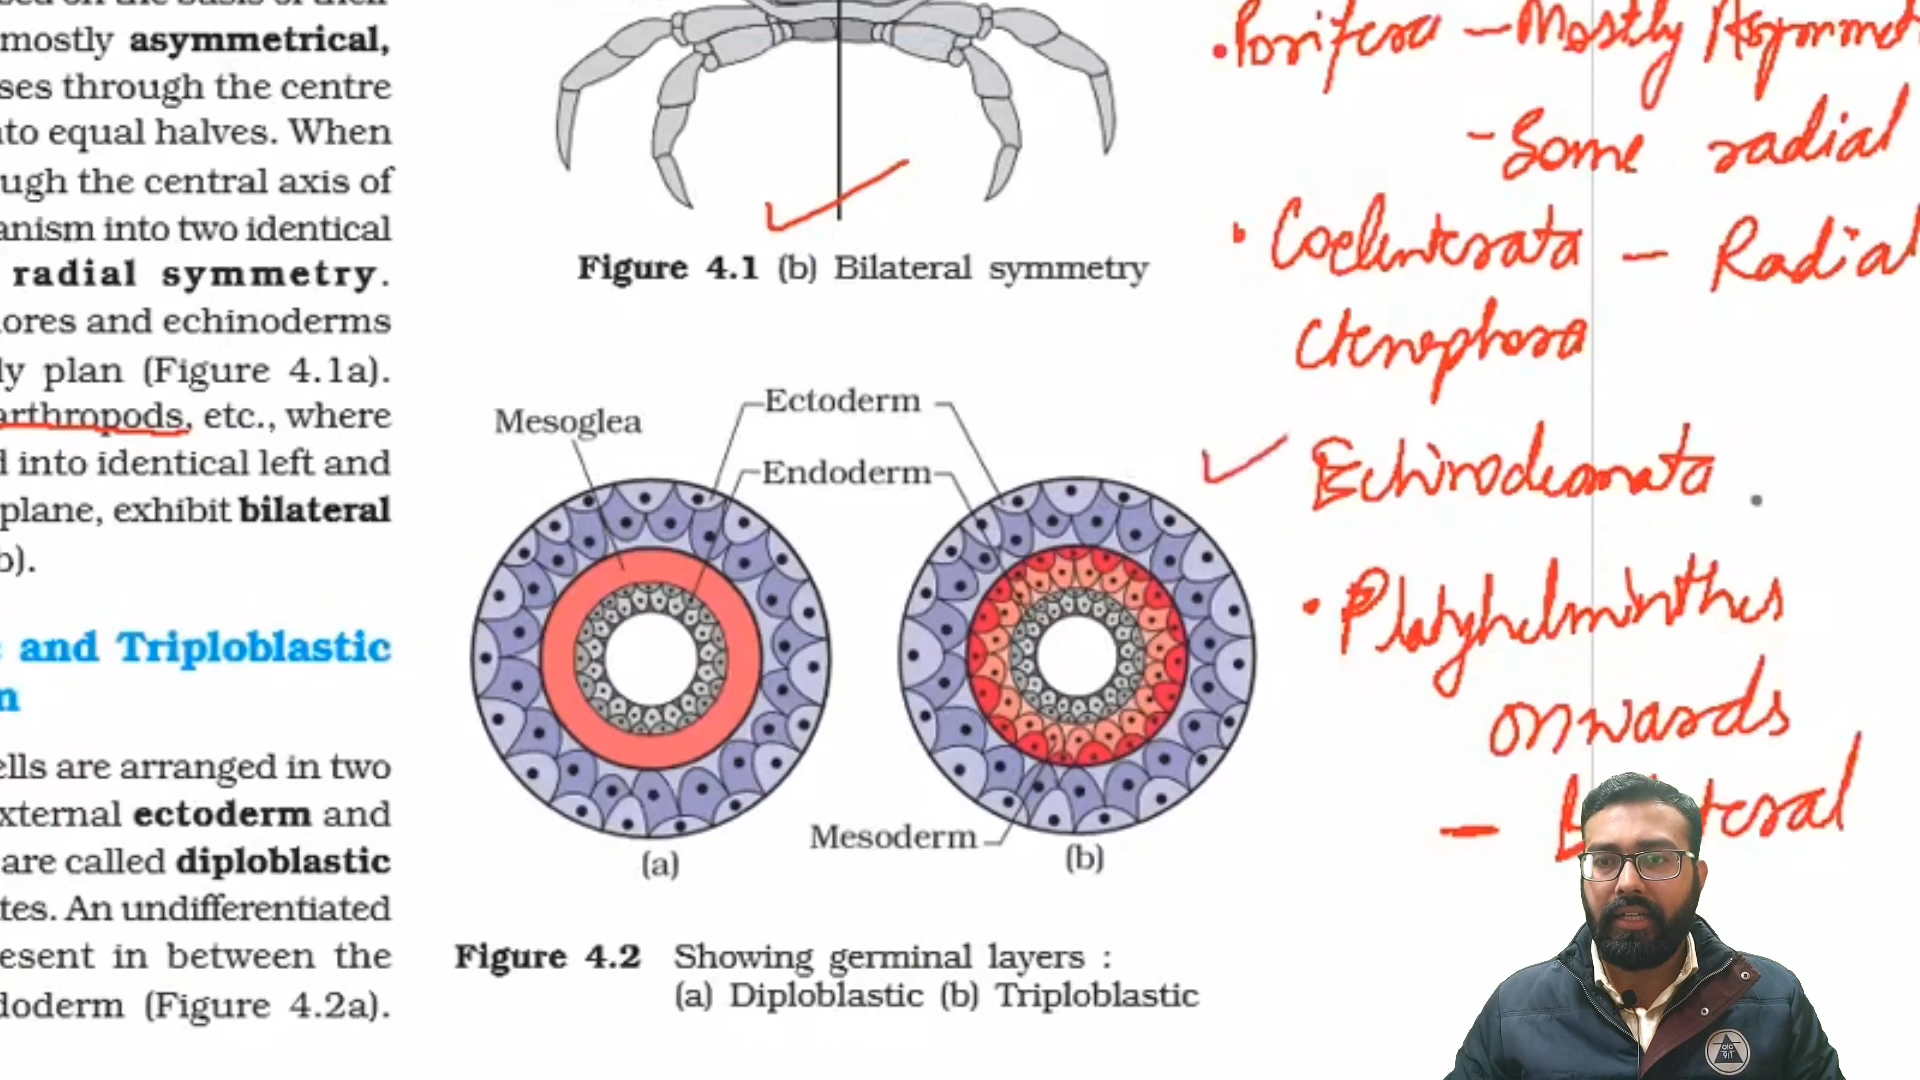 mostly asymmetrical,
ses through the centre
nto equal halves. When
ugh the central axis of
anism into two identical
radial symmetry.
lores and echinoderms
ly plan (Figure 4.1a).
arthropods, etc., where
d into identical left and
plane, exhibit bilateral
b).
and Triploblastic
n
ells are arranged in two
xternal ectoderm and
are called diploblastic
tes. An undifferentiated
esent in between the
doderm (Figure 4.2a).
Figure 4.1 (b) Bilateral symmetry
Mesoglea
Ectoderm
Endoderm
Mesoderm
(a)
(b)
Figure 4.2 Showing germinal layers :
(a) Diploblastic (b) Triploblastic
Porifera - Mostly Asymmet
- Some radial
Coelenterata - Radial
Ctenophora
Echinodermata
Platyhelminthes
onwards